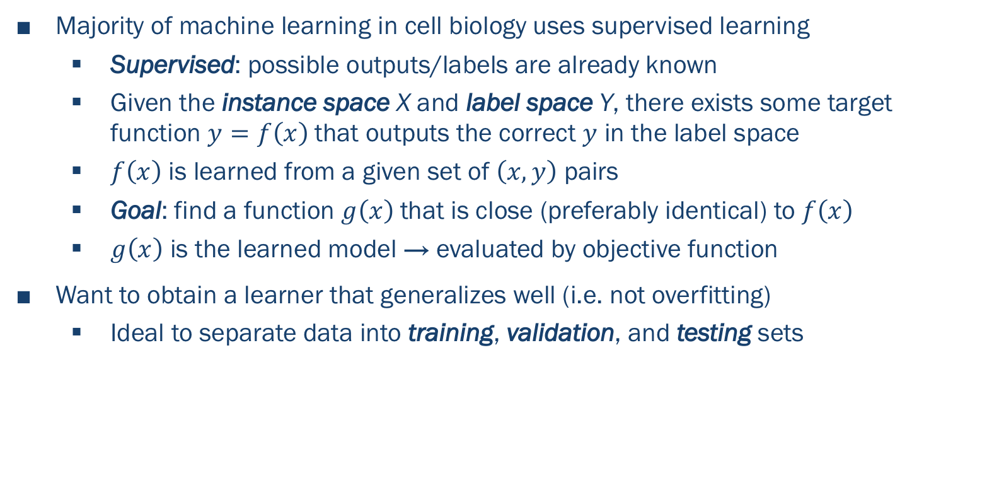 ■ Majority of machine learning in cell biology uses supervised learning
▪ Supervised: possible outputs/labels are already known
▪ Given the instance space X and label space Y, there exists some target
function y = f(x) that outputs the correct y in the label space
▪ f(x) is learned from a given set of (x, y) pairs
▪ Goal: find a function g(x) that is close (preferably identical) to f(x)
▪ g(x) is the learned model → evaluated by objective function
■ Want to obtain a learner that generalizes well (i.e. not overfitting)
▪ Ideal to separate data into training, validation, and testing sets